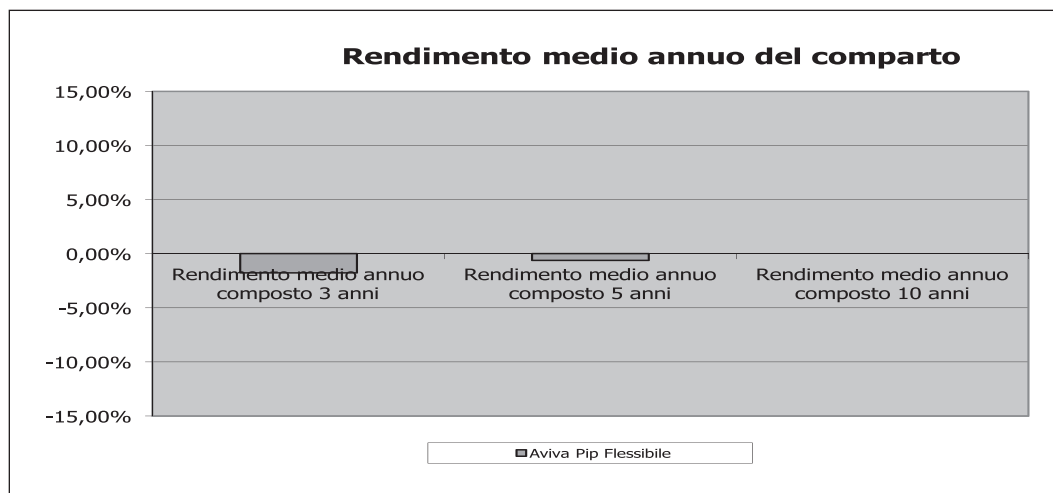 Rendimento medio annuo del comparto
15,00%
10,00%
5,00%
0,00%
-5,00%
-10,00%
-15,00%
Rendimento medio annuo
composto 3 anni
Rendimento medio annuo
composto 5 anni
Rendimento medio annuo
composto 10 anni
Aviva Pip Flessibile